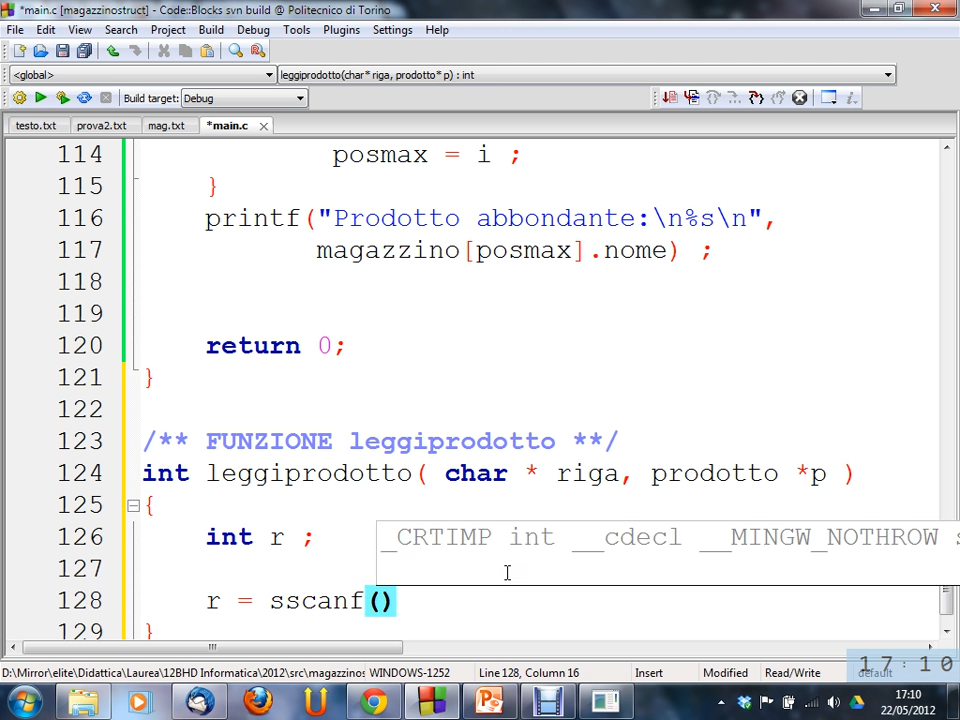 *main.c [magazzinostruct] - Code::Blocks svn build @ Politecnico di Torino
File Edit View Search Project Build Debug Tools Plugins Settings Help
<global> leggiprodotto(char* riga, prodotto* p) : int
Build target: Debug
testo.txt prova2.txt mag.txt *main.c
114 posmax = i ;
115 }
116 printf("Prodotto abbondante:\n%s\n",
117 magazzino[posmax].nome) ;
118
119
120 return 0;
121 }
122
123 /** FUNZIONE leggiprodotto **/
124 int leggiprodotto( char * riga, prodotto *p )
125 {
126 int r ;
_CRTIMP int __cdecl __MINGW_NOTHROW s
127
128 r = sscanf()
129 }
D:\Mirror\elite\Didattica\Laurea\12BHD Informatica\2012\src\magazzinos WINDOWS-1252 Line 128, Column 16 Insert Modified Read/Write default
17:10
17:10
22/05/2012